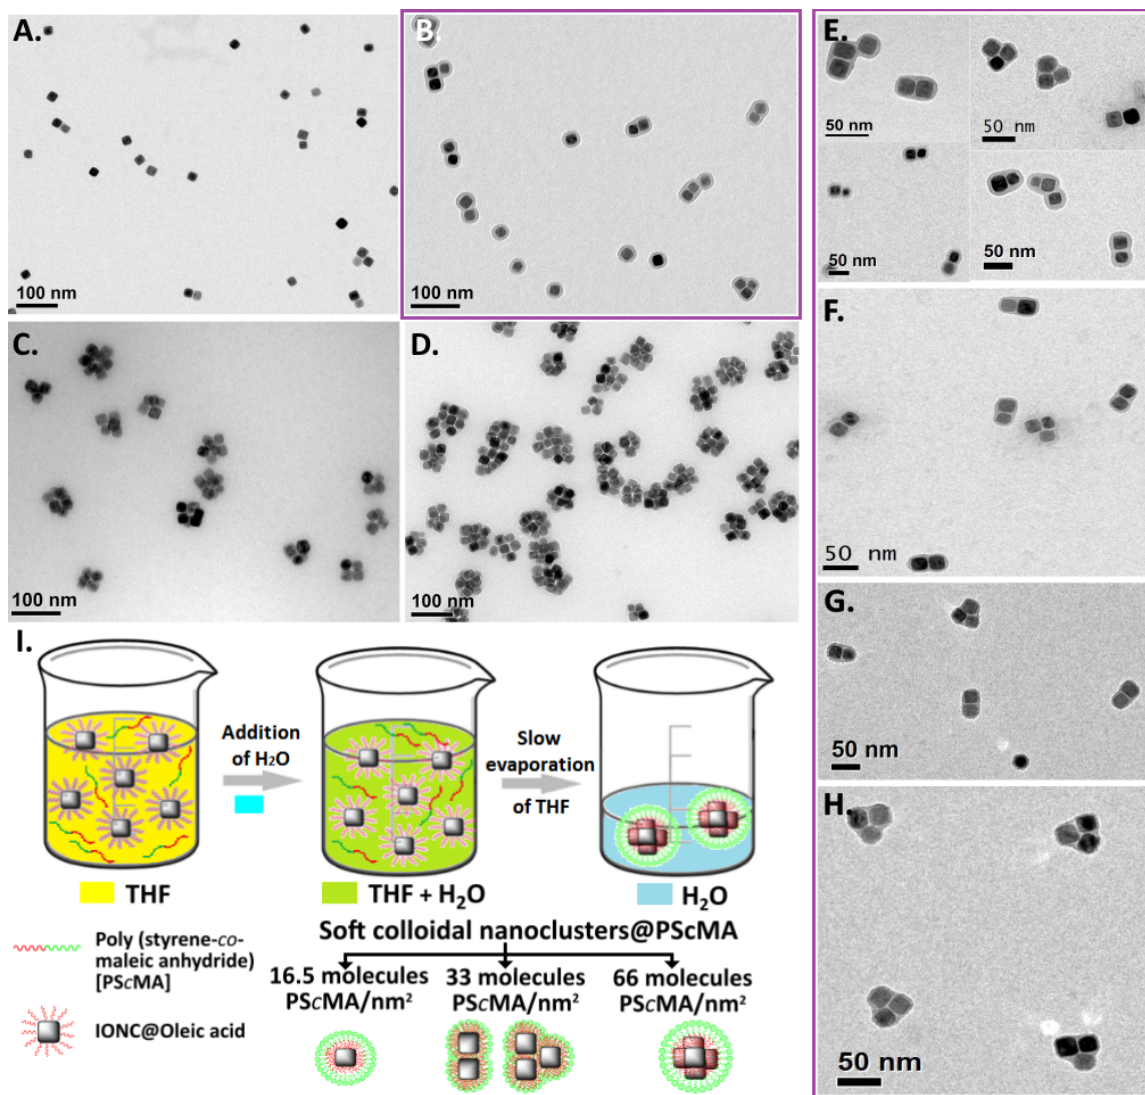 A.
100 nm
B.
100 nm
C.
100 nm
D.
100 nm
E.
50 nm
50 nm
50 nm
50 nm
F.
50 nm
G.
50 nm
H.
50 nm
I.
Addition
of H₂O
Slow
evaporation
of THF
THF
THF + H₂O
H₂O
Poly (styrene-co-
maleic anhydride)
[PScMA]
IONC@Oleic acid
Soft colloidal nanoclusters@PScMA
16.5 molecules
PScMA/nm²
33 molecules
PScMA/nm²
66 molecules
PScMA/nm²